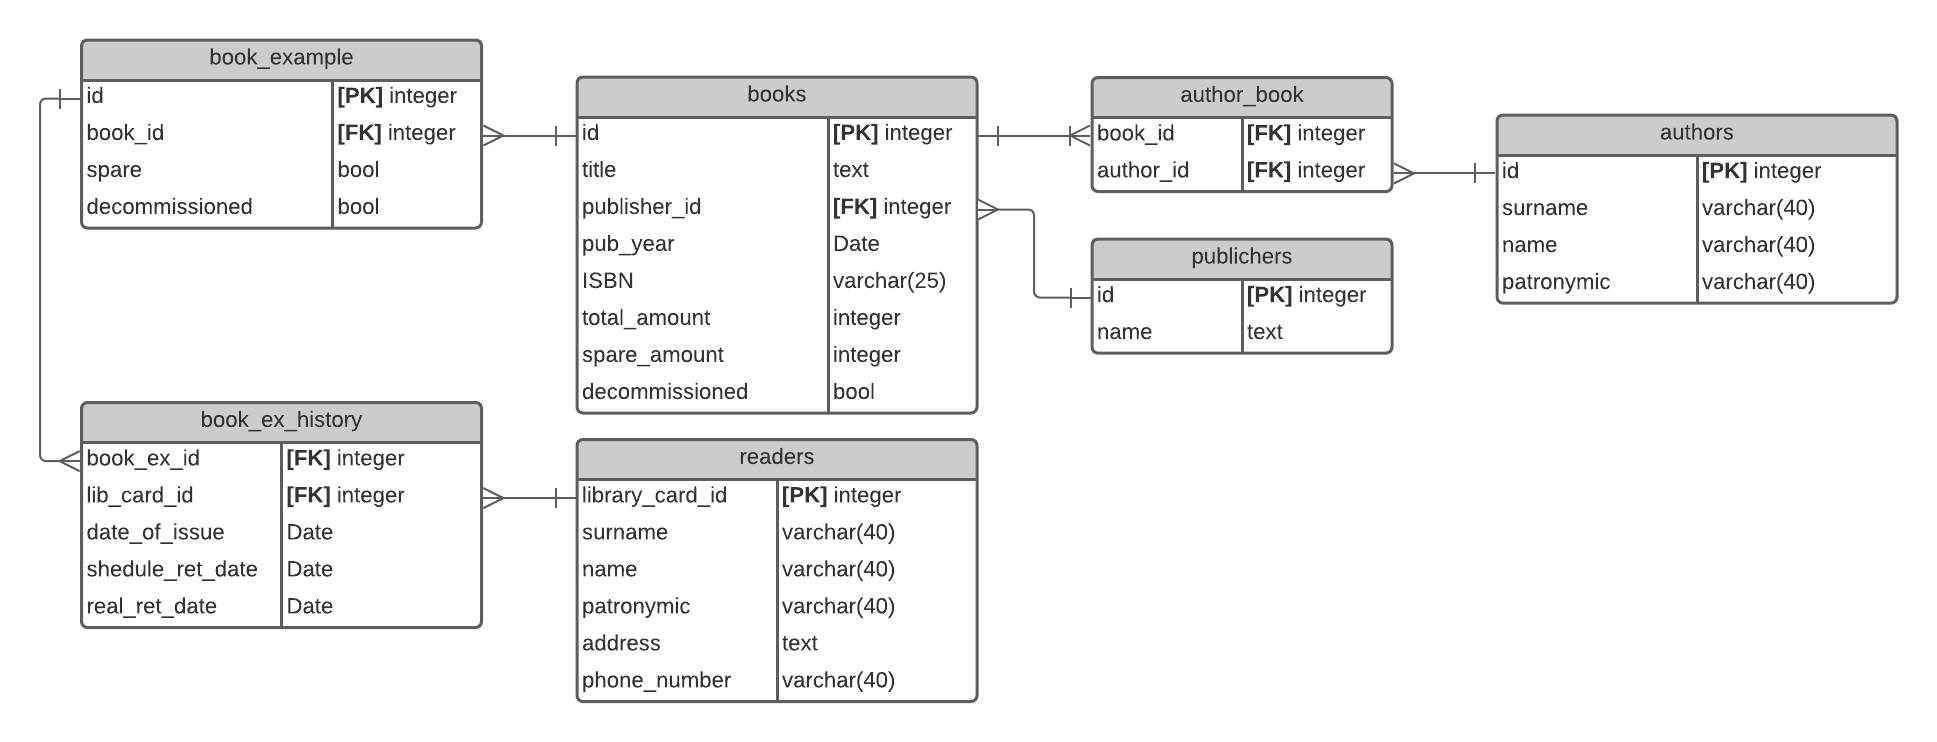 book_example
id [PK] integer
book_id [FK] integer
spare bool
decommissioned bool
books
id [PK] integer
title text
publisher_id [FK] integer
pub_year Date
ISBN varchar(25)
total_amount integer
spare_amount integer
decommissioned bool
author_book
book_id [FK] integer
author_id [FK] integer
authors
id [PK] integer
surname varchar(40)
name varchar(40)
patronymic varchar(40)
publichers
id [PK] integer
name text
book_ex_history
book_ex_id [FK] integer
lib_card_id [FK] integer
date_of_issue Date
shedule_ret_date Date
real_ret_date Date
readers
library_card_id [PK] integer
surname varchar(40)
name varchar(40)
patronymic varchar(40)
address text
phone_number varchar(40)